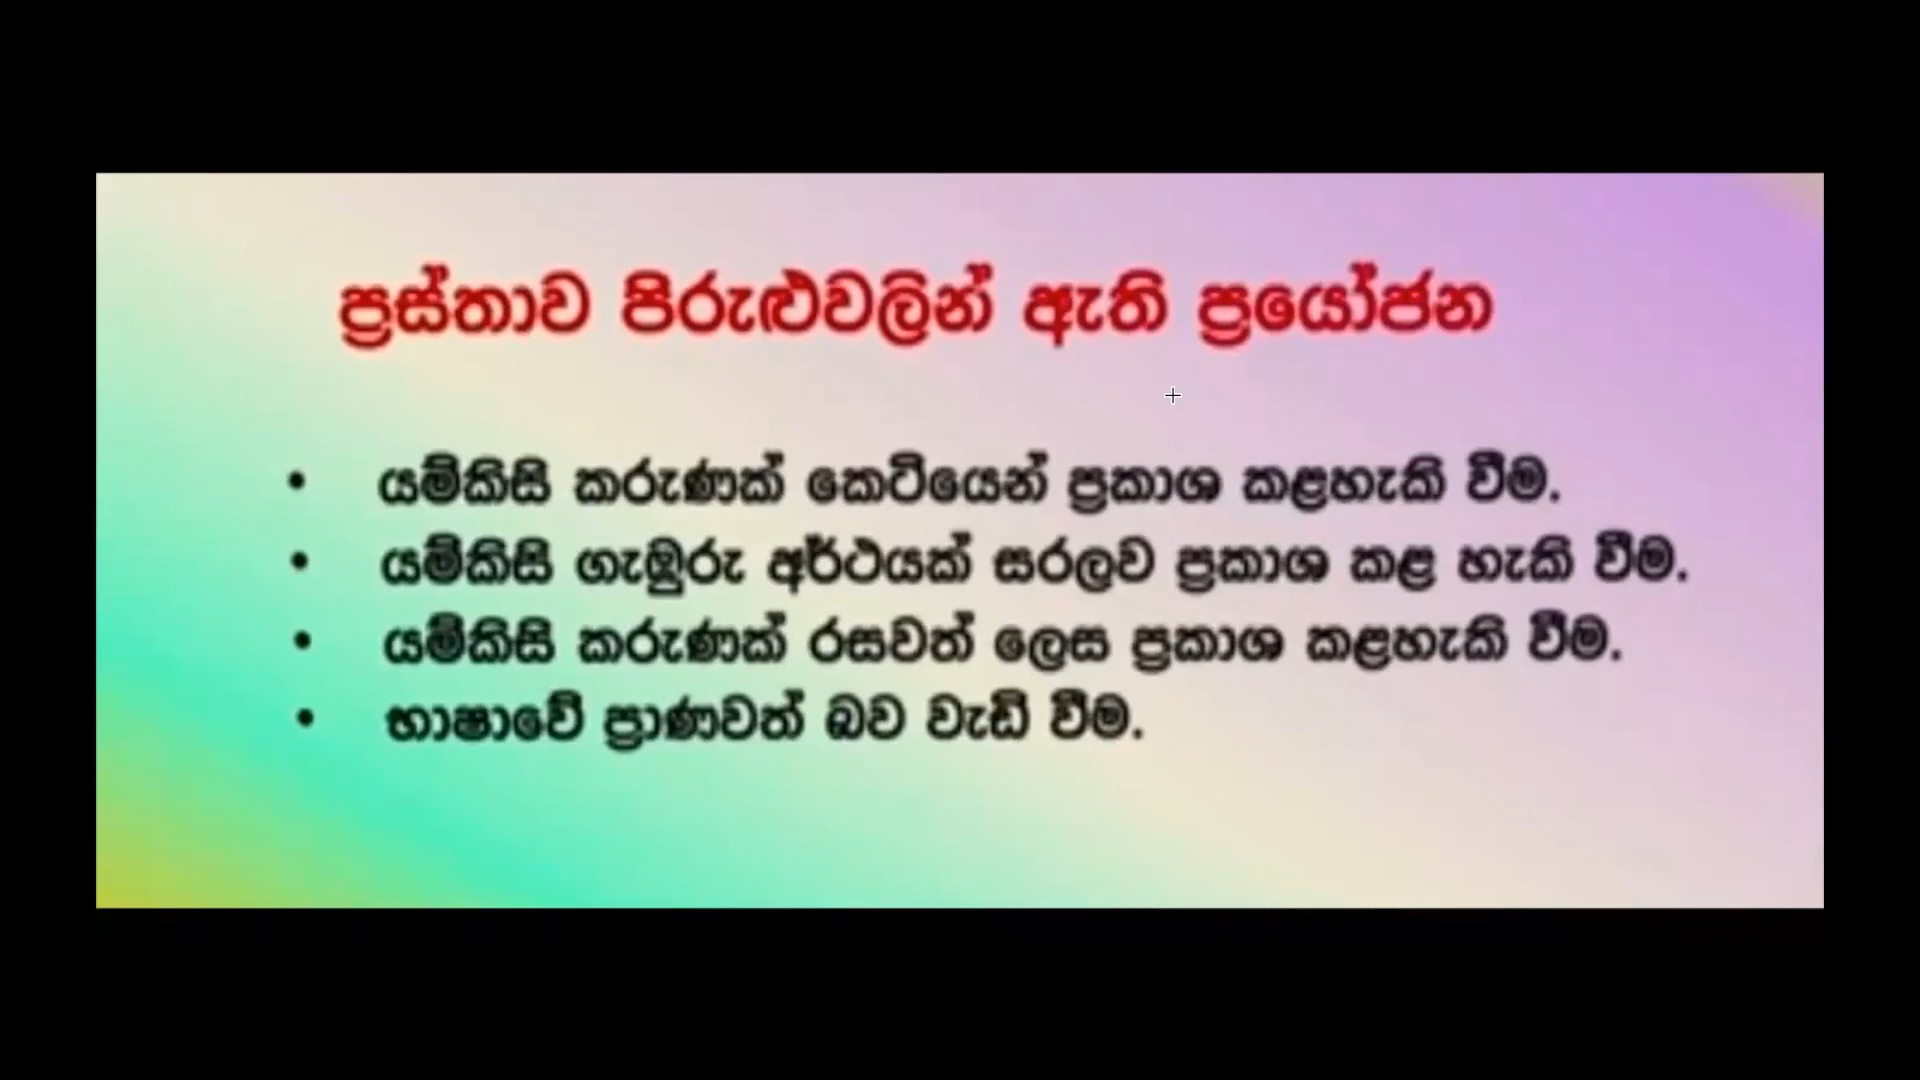 ප්‍රස්තාව පිරුළුවලින් ඇති ප්‍රයෝජන
• යම්කිසි කරුණක් කෙටියෙන් ප්‍රකාශ කළහැකි වීම.
• යම්කිසි ගැඹුරු අර්ථයක් සරලව ප්‍රකාශ කළ හැකි වීම.
• යම්කිසි කරුණක් රසවත් ලෙස ප්‍රකාශ කළහැකි වීම.
• භාෂාවේ ප්‍රාණවත් බව වැඩි වීම.